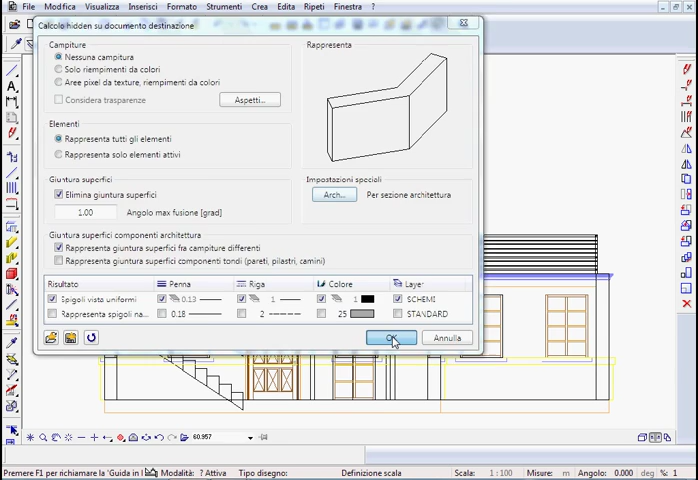 File Modifica Visualizza Inserisci Formato Strumenti Crea Edita Ripeti Finestra ?
Calcolo hidden su documento destinazione
Campiture
Rappresenta
Nessuna campitura
Solo riempimenti da colori
Aree pixel da texture, riempimenti da colori
Considera trasparenze
Aspetti...
Elementi
Rappresenta tutti gli elementi
Rappresenta solo elementi attivi
Giuntura superfici
Impostazioni speciali
Elimina giuntura superfici
Arch...
Per sezione architettura
1.00
Angolo max fusione [grad]
Giuntura superfici componenti architettura
Rappresenta giuntura superfici fra campiture differenti
Rappresenta giuntura superfici componenti tondi (pareti, pilastri, camini)
Risultato Penna Riga Colore Layer
Spigoli vista uniformi 0.13 1 1 SCHEMI
Rappresenta spigoli na... 0.18 2 25 STANDARD
OK
Annulla
60.957
Premere F1 per richiamare la 'Guida in l Modalità: ? Attiva Tipo disegno: Definizione scala Scala: 1 : 100 Misure: m Angolo: 0.000 deg %: 1